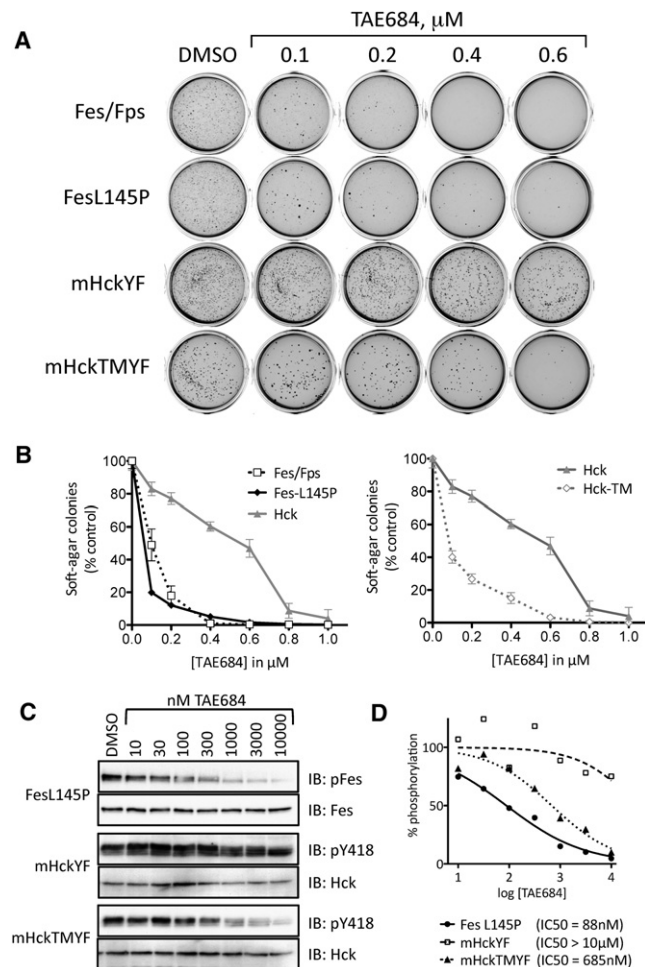 A
TAE684, µM
DMSO 0.1 0.2 0.4 0.6
Fes/Fps
FesL145P
mHckYF
mHckTMYF
B
Soft-agar colonies
(% control)
100
80
60
40
20
0
0.0 0.2 0.4 0.6 0.8 1.0
[TAE684] in µM
Fes/Fps
Fes-L145P
Hck
Soft-agar colonies
(% control)
100
80
60
40
20
0
0.0 0.2 0.4 0.6 0.8 1.0
[TAE684] in µM
Hck
Hck-TM
C
nM TAE684
DMSO 10 30 100 300 1000 3000 10000
FesL145P
IB: pFes
IB: Fes
mHckYF
IB: pY418
IB: Hck
mHckTMYF
IB: pY418
IB: Hck
D
% phosphorylation
100
50
0
1 2 3 4
log [TAE684]
Fes L145P (IC50 = 88nM)
mHckYF (IC50 > 10µM)
mHckTMYF (IC50 = 685nM)